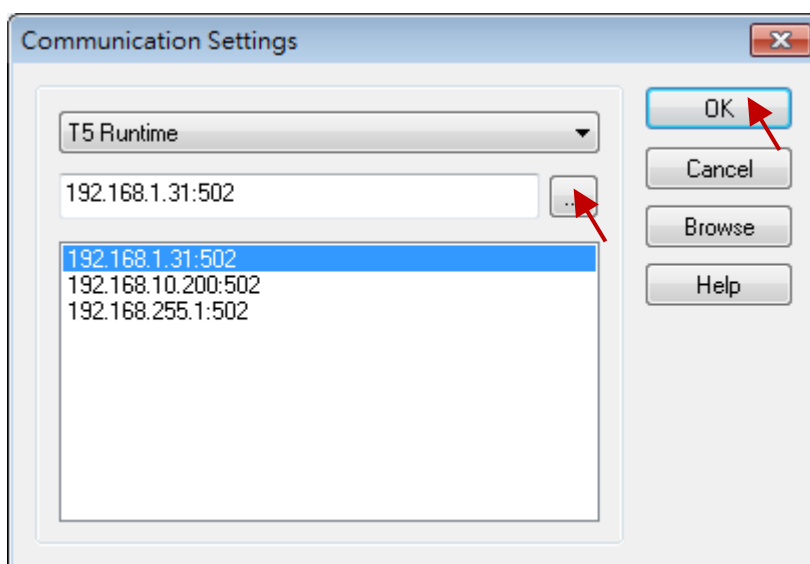 Communication Settings
T5 Runtime
OK
192.168.1.31:502
...
Cancel
Browse
192.168.1.31:502
192.168.10.200:502
Help
192.168.255.1:502